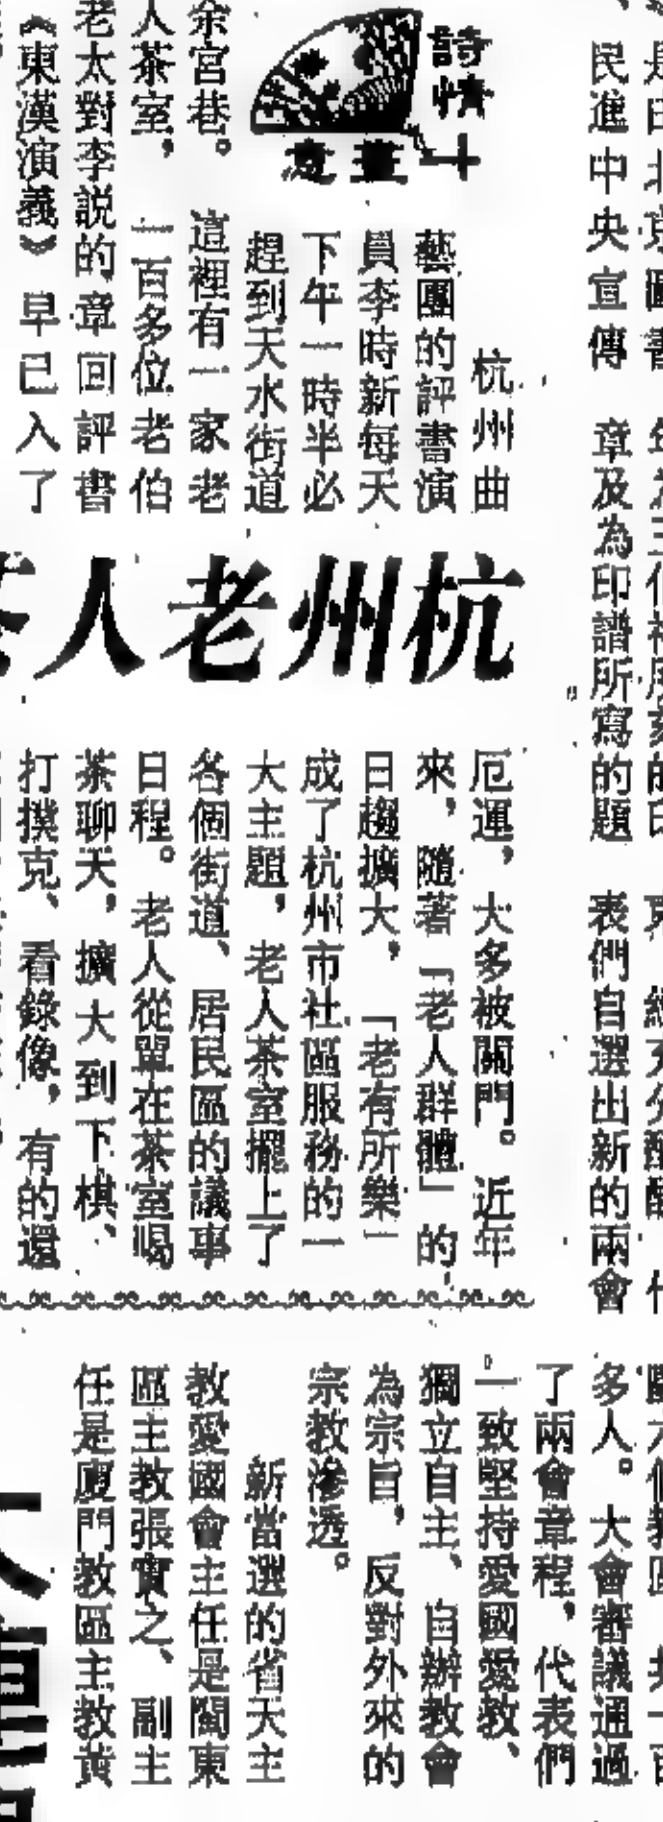 民進中央宣傳
章及為印譜所寫的題
表們自選出新的兩會
詩情
畫意
杭州曲
藝團的評書演
員李時新每天
下午一時半必
趕到天水街道
余官巷。這裡有一家老
人茶室，一百多位老伯
老太對李說的章回評書
《東漢演義》早已入了
杭州老人
厄運，大多被關門。近年
來，隨著「老人群體」的
日趨擴大，「老有所樂」
成了杭州市社區服務的一
大主題，老人茶室擺上了
各個街道、居民區的議事
日程。老人從單在茶室喝
茶聊天，擴大到下棋、
打撲克、看錄像，有的還
多人。大會審議通過
了兩會章程，代表們
一致堅持愛國愛教、
獨立自主、自辦教會
為宗旨，反對外來的
宗教滲透。
新當選的省天主
教愛國會主任是閩東
區主教張實之、副主
任是廈門教區主教黃